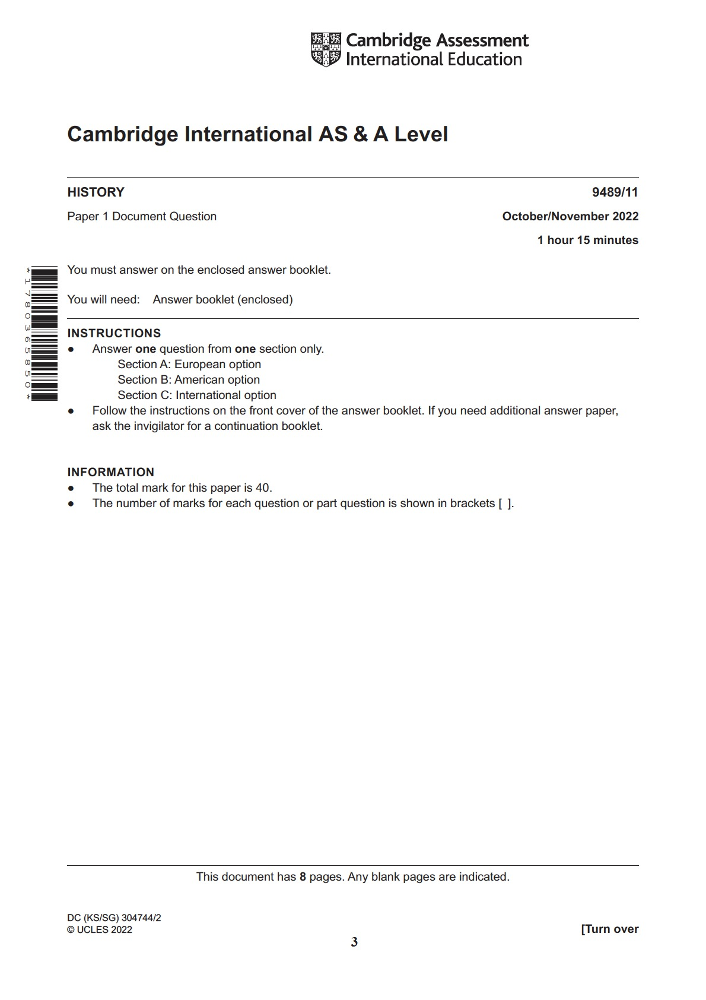 Cambridge Assessment
International Education
Cambridge International AS & A Level
HISTORY 9489/11
Paper 1 Document Question October/November 2022
1 hour 15 minutes
You must answer on the enclosed answer booklet.
You will need: Answer booklet (enclosed)
*1780365850*
INSTRUCTIONS
● Answer one question from one section only.
Section A: European option
Section B: American option
Section C: International option
● Follow the instructions on the front cover of the answer booklet. If you need additional answer paper,
ask the invigilator for a continuation booklet.
INFORMATION
● The total mark for this paper is 40.
● The number of marks for each question or part question is shown in brackets [ ].
This document has 8 pages. Any blank pages are indicated.
DC (KS/SG) 304744/2
© UCLES 2022 [Turn over
3